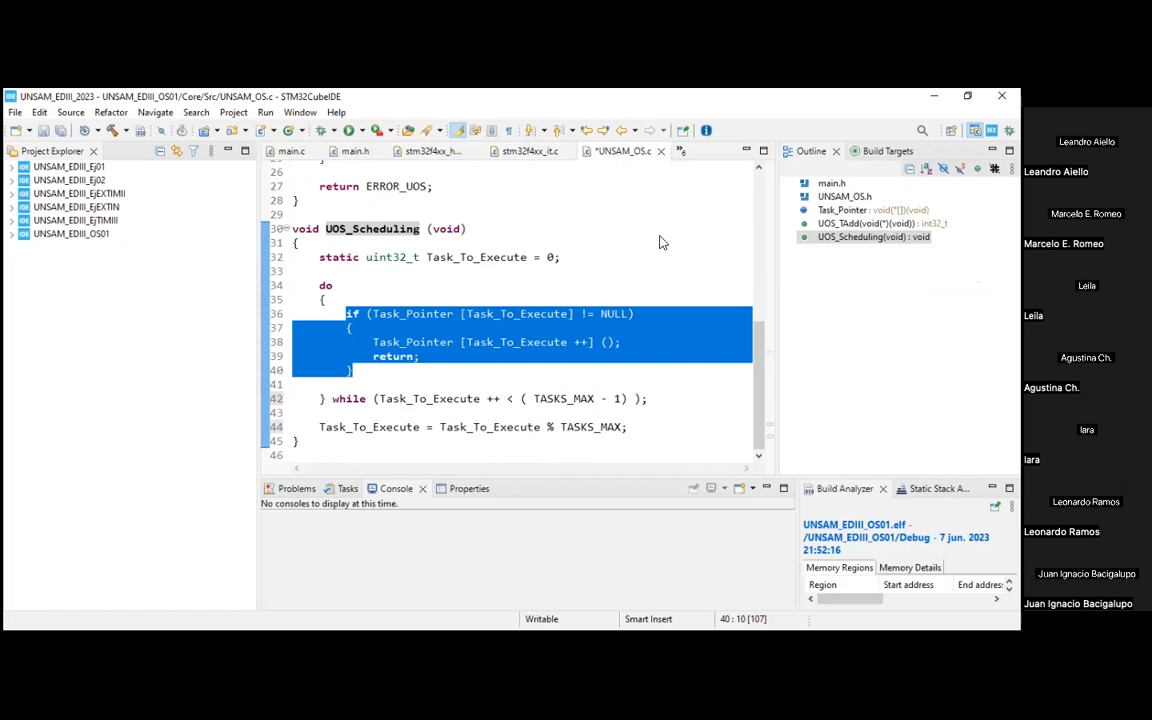 UNSAM_EDIII_2023 - UNSAM_EDIII_OS01/Core/Src/UNSAM_OS.c - STM32CubeIDE
File Edit Source Refactor Navigate Search Project Run Window Help
Project Explorer
main.c
main.h
stm32f4xx_h...
stm32f4xx_it.c
*UNSAM_OS.c
6
Outline
Build Targets
UNSAM_EDIII_Ej01
UNSAM_EDIII_Ej02
UNSAM_EDIII_EjEXTIMII
UNSAM_EDIII_EjEXTIN
UNSAM_EDIII_EjTIMIII
UNSAM_EDIII_OS01
26
27 return ERROR_UOS;
28 }
29
30 void UOS_Scheduling (void)
31 {
32 static uint32_t Task_To_Execute = 0;
33
34 do
35 {
36 if (Task_Pointer [Task_To_Execute] != NULL)
37 {
38 Task_Pointer [Task_To_Execute ++] ();
39 return;
40 }
41
42 } while (Task_To_Execute ++ < ( TASKS_MAX - 1) );
43
44 Task_To_Execute = Task_To_Execute % TASKS_MAX;
45 }
46
main.h
UNSAM_OS.h
Task_Pointer : void(*[])(void)
UOS_TAdd(void(*)(void)) : int32_t
UOS_Scheduling(void) : void
Problems Tasks Console Properties
No consoles to display at this time.
Build Analyzer Static Stack A...
UNSAM_EDIII_OS01.elf -
/UNSAM_EDIII_OS01/Debug - 7 jun. 2023
21:52:16
Memory Regions Memory Details
Region Start address End addres:
Writable Smart Insert 40 : 10 [107]
Leandro Aiello
Leandro Aiello
Marcelo E. Romeo
Marcelo E. Romeo
Leila
Leila
Agustina Ch.
Agustina Ch.
Iara
Iara
Leonardo Ramos
Leonardo Ramos
Juan Ignacio Bacigalupo
Juan Ignacio Bacigalupo